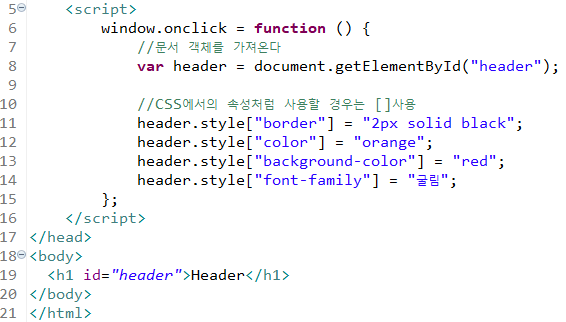 5 <script>
6 window.onclick = function () {
7 //문서 객체를 가져온다
8 var header = document.getElementById("header");
9
10 //CSS에서의 속성처럼 사용할 경우는 []사용
11 header.style["border"] = "2px solid black";
12 header.style["color"] = "orange";
13 header.style["background-color"] = "red";
14 header.style["font-family"] = "굴림";
15 };
16 </script>
17 </head>
18 <body>
19 <h1 id="header">Header</h1>
20 </body>
21 </html>